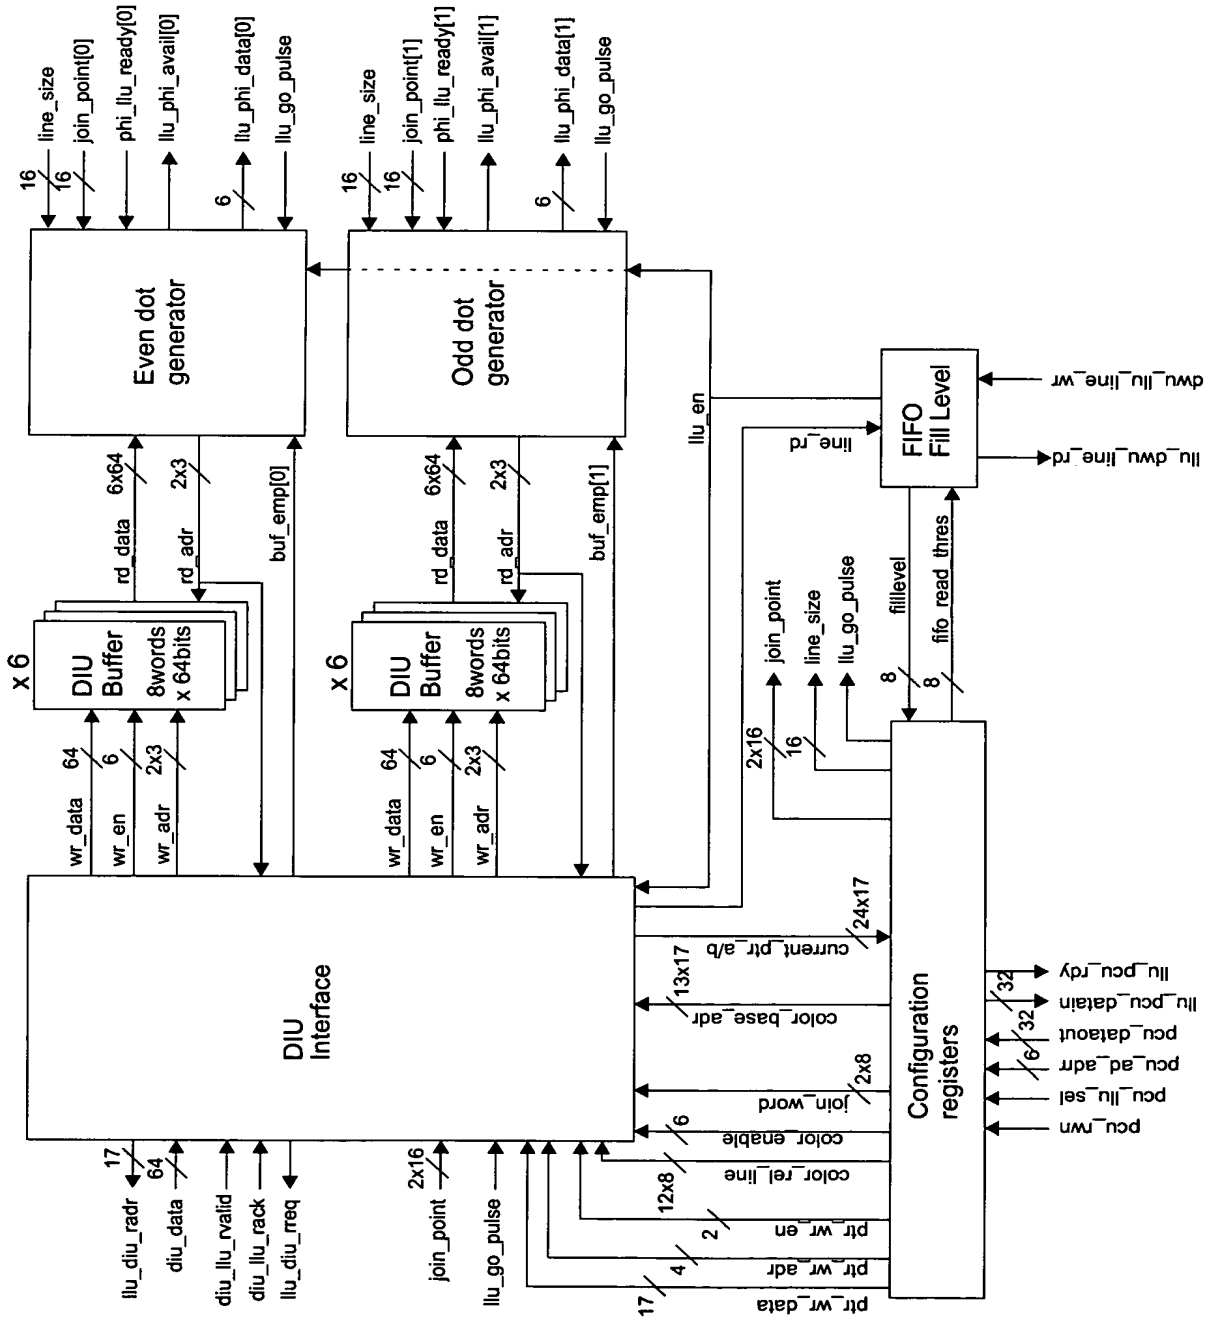 line_size
16
join_point[0]
16
phi_llu_ready[0]
llu_phi_avail[0]
llu_phi_data[0]
6
llu_go_pulse
line_size
16
join_point[1]
16
phi_llu_ready[1]
llu_phi_avail[1]
llu_phi_data[1]
6
llu_go_pulse
Even dot
generator
Odd dot
generator
rd_data
6x64
rd_adr
2x3
buf_emp[0]
rd_data
6x64
rd_adr
2x3
buf_emp[1]
llu_en
line_rd
FIFO
Fill Level
dwu_llu_line_wr
llu_dwu_line_rd
x 6
DIU
Buffer
8words
x 64bits
x 6
DIU
Buffer
8words
x 64bits
wr_data
64
wr_en
6
wr_adr
2x3
wr_data
64
wr_en
6
wr_adr
2x3
join_point
2x16
line_size
16
llu_go_pulse
filllevel
8
fifo_read_thres
8
DIU
Interface
current_ptr_a/b
24x17
color_base_adr
13x17
join_word
2x8
color_enable
6
color_rel_line
12x8
ptr_wr_en
2
ptr_wr_adr
4
ptr_wr_data
17
Configuration
registers
llu_pcu_rdy
llu_pcu_datain
32
pcu_dataout
32
pcu_ad_adr
6
pcu_llu_sel
pcu_rwn
llu_diu_radr
17
diu_data
64
diu_llu_rvalid
diu_llu_rack
llu_diu_rreq
join_point
2x16
llu_go_pulse